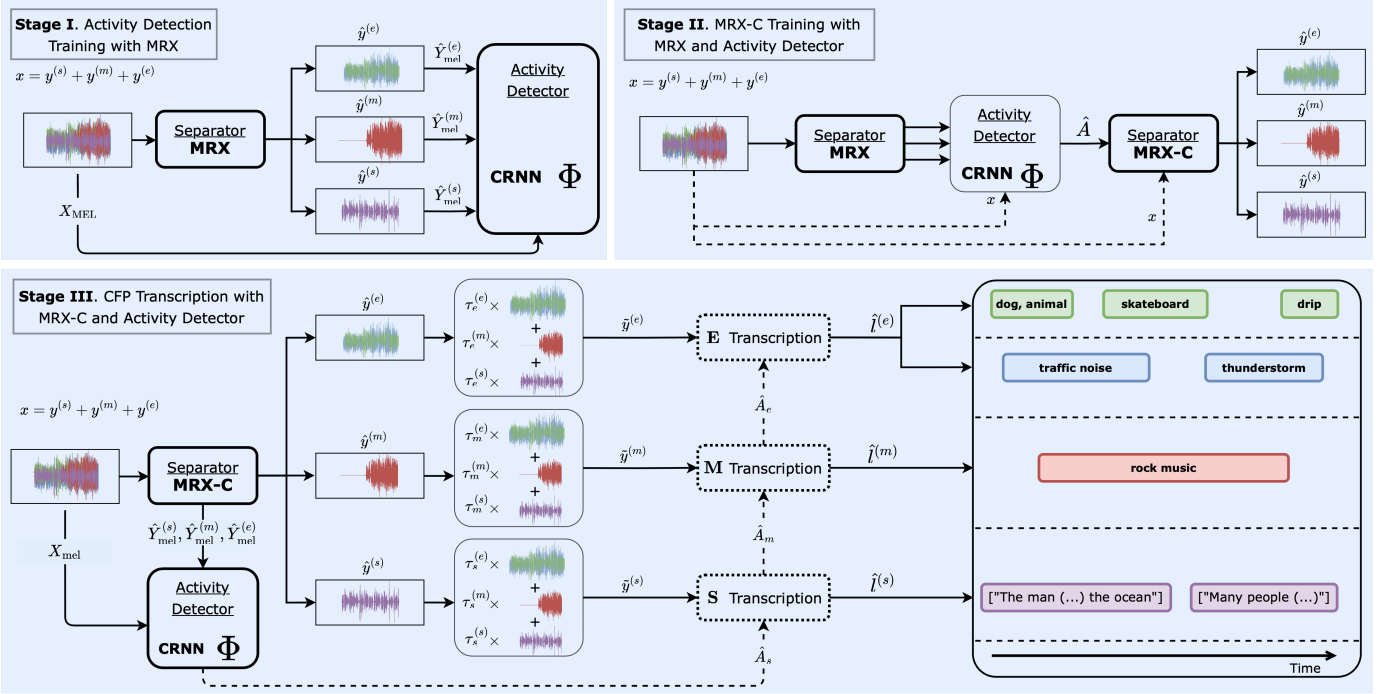 Stage I. Activity Detection
Training with MRX
x = y^(s) + y^(m) + y^(e)
Separator
MRX
X_MEL
ŷ^(e)
ŷ^(m)
ŷ^(s)
Ŷ_mel^(e)
Ŷ_mel^(m)
Ŷ_mel^(s)
Activity
Detector
CRNN Φ
Stage II. MRX-C Training with
MRX and Activity Detector
x = y^(s) + y^(m) + y^(e)
Separator
MRX
Activity
Detector
CRNN Φ
x
Â
Separator
MRX-C
x
ŷ^(e)
ŷ^(m)
ŷ^(s)
Stage III. CFP Transcription with
MRX-C and Activity Detector
x = y^(s) + y^(m) + y^(e)
Separator
MRX-C
Ŷ_mel^(s), Ŷ_mel^(m), Ŷ_mel^(e)
X_mel
Activity
Detector
CRNN Φ
ŷ^(e)
τ_e^(e) ×
+
τ_e^(m) ×
+
τ_e^(s) ×
ỹ^(e)
E Transcription
l̂^(e)
Â_e
ŷ^(m)
τ_m^(e) ×
+
τ_m^(m) ×
+
τ_m^(s) ×
ỹ^(m)
M Transcription
l̂^(m)
Â_m
ŷ^(s)
τ_s^(e) ×
+
τ_s^(m) ×
+
τ_s^(s) ×
ỹ^(s)
S Transcription
l̂^(s)
Â_s
dog, animal
skateboard
drip
traffic noise
thunderstorm
rock music
["The man (...) the ocean"]
["Many people (...)"]
Time